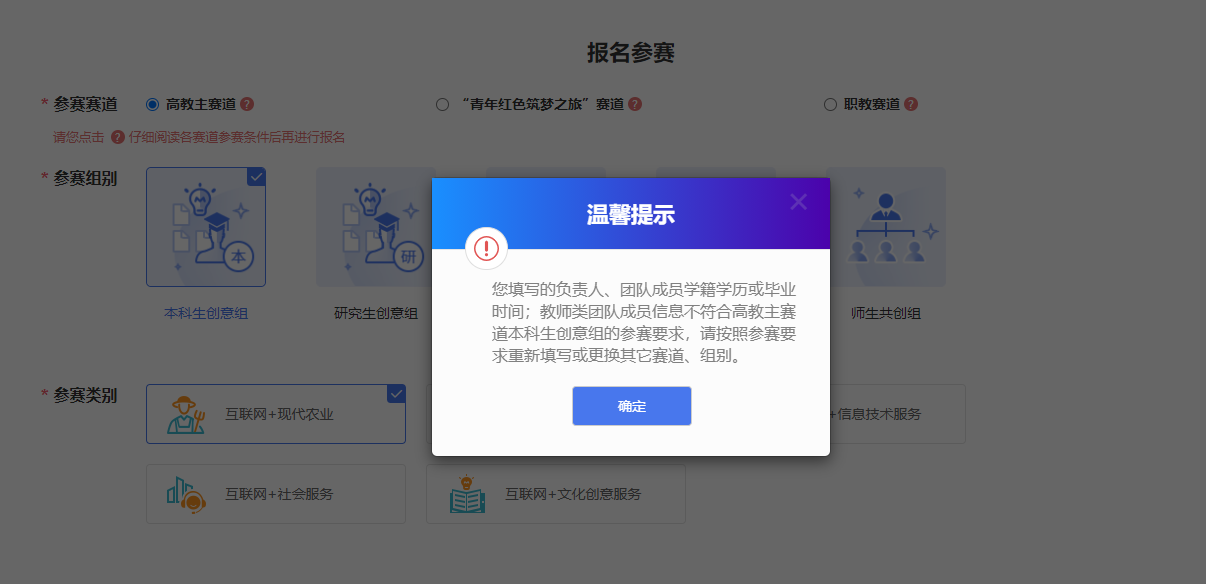 报名参赛
* 参赛赛道 高教主赛道 ? “青年红色筑梦之旅”赛道 ? 职教赛道 ?
请您点击 ? 仔细阅读各赛道参赛条件后再进行报名
* 参赛组别
本
研
温馨提示
您填写的负责人、团队成员学籍学历或毕业
时间；教师类团队成员信息不符合高教主赛
道本科生创意组的参赛要求，请按照参赛要
求重新填写或更换其它赛道、组别。
确定
本科生创意组 研究生创意组 师生共创组
* 参赛类别
互联网+现代农业 +信息技术服务
互联网+社会服务 互联网+文化创意服务